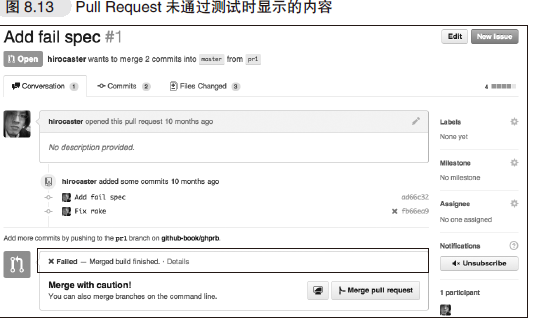 图 8.13 Pull Request 未通过测试时显示的内容
Add fail spec #1
Edit
New Issue
Open
hirocaster wants to merge 2 commits into master from pr1
Conversation 1
Commits 2
Files Changed 3
4
hirocaster opened this pull request 10 months ago
No description provided.
hirocaster added some commits 10 months ago
Add fail spec ad66c32
Fix rake fb66ea9
Add more commits by pushing to the pr1 branch on github-book/ghprb.
Failed — Merged build finished. · Details
Merge with caution!
You can also merge branches on the command line.
Merge pull request
Labels
None yet
Milestone
No milestone
Assignee
No one assigned
Notifications
Unsubscribe
1 participant